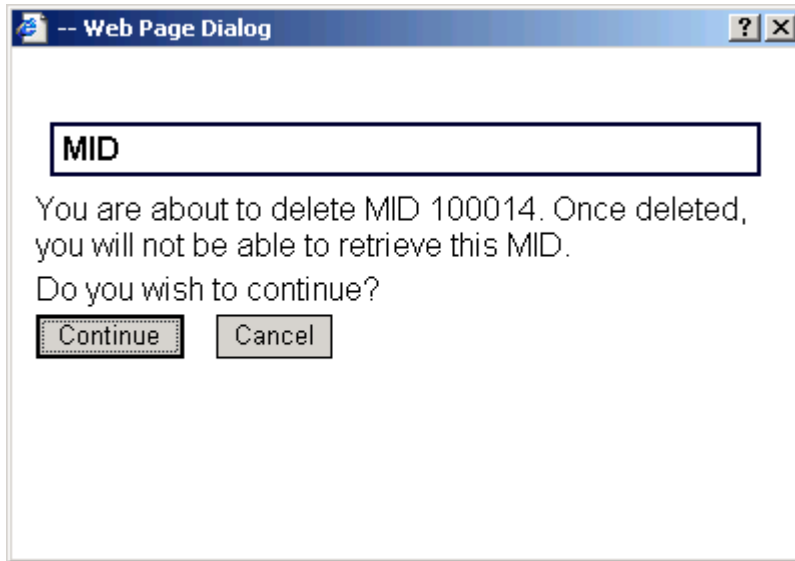 -- Web Page Dialog
MID
You are about to delete MID 100014. Once deleted,
you will not be able to retrieve this MID.
Do you wish to continue?
Continue Cancel